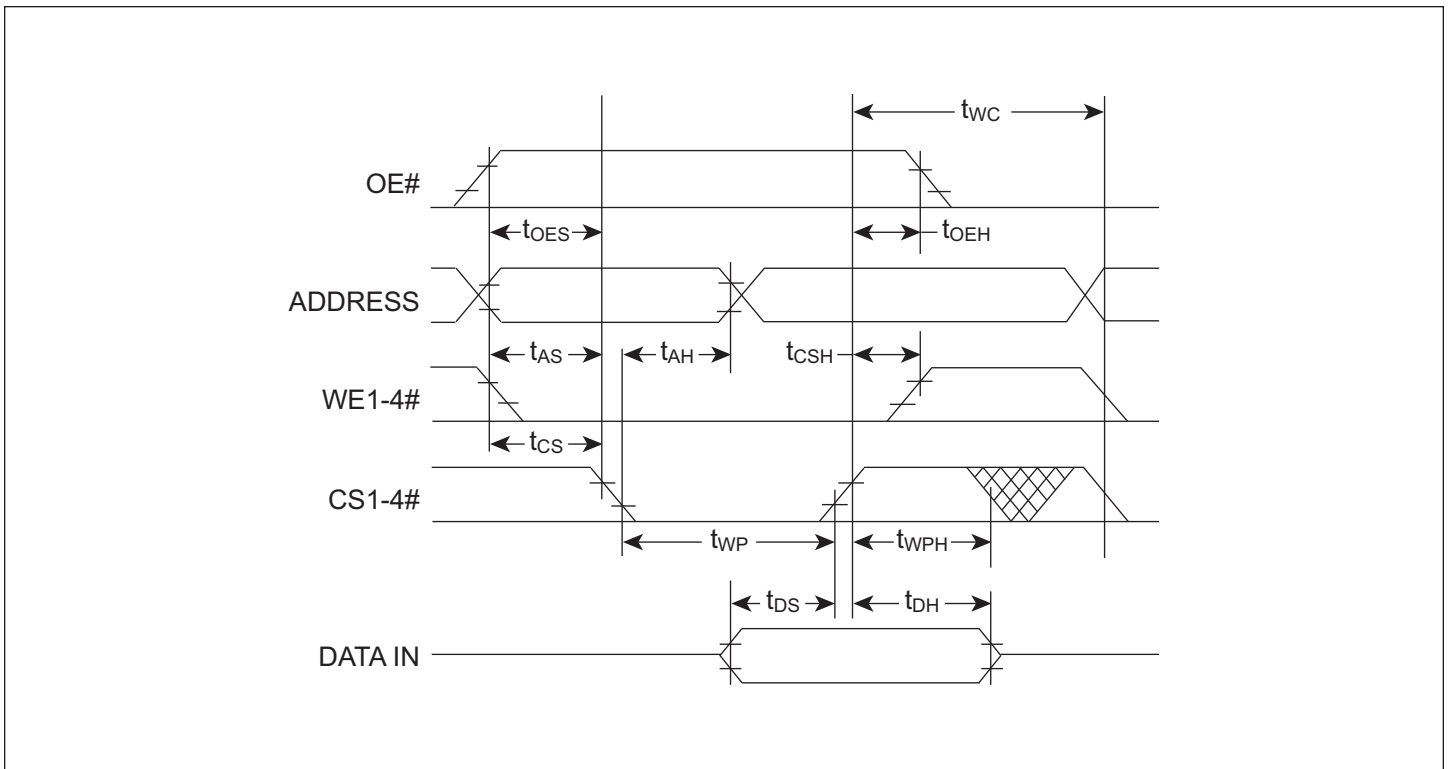 tWC
OE#
tOES
tOEH
ADDRESS
tAS
tAH
tCSH
WE1-4#
tCS
CS1-4#
tWP
tWPH
tDS
tDH
DATA IN